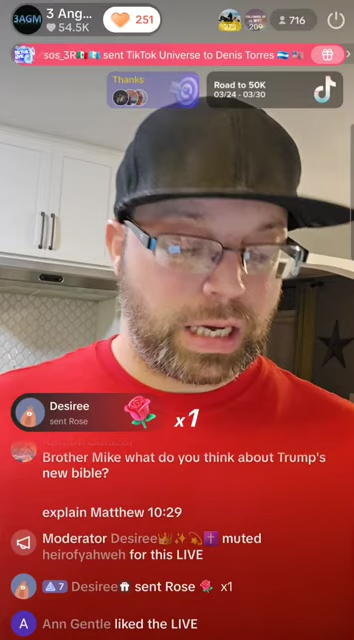 3AGM
3 Ang...
54.5K
251
200
716
sos_3R🇲🇽🇬🇹 sent TikTok Universe to Denis Torres 🇭🇳
Thanks
Road to 50K
03/24 - 03/30
Desiree
sent Rose
x1
Brother Mike what do you think about Trump's
new bible?
explain Matthew 10:29
Moderator Desiree👑✨💫✝️ muted
heirofyahweh for this LIVE
7 Desiree sent Rose 🌹 x1
A Ann Gentle liked the LIVE